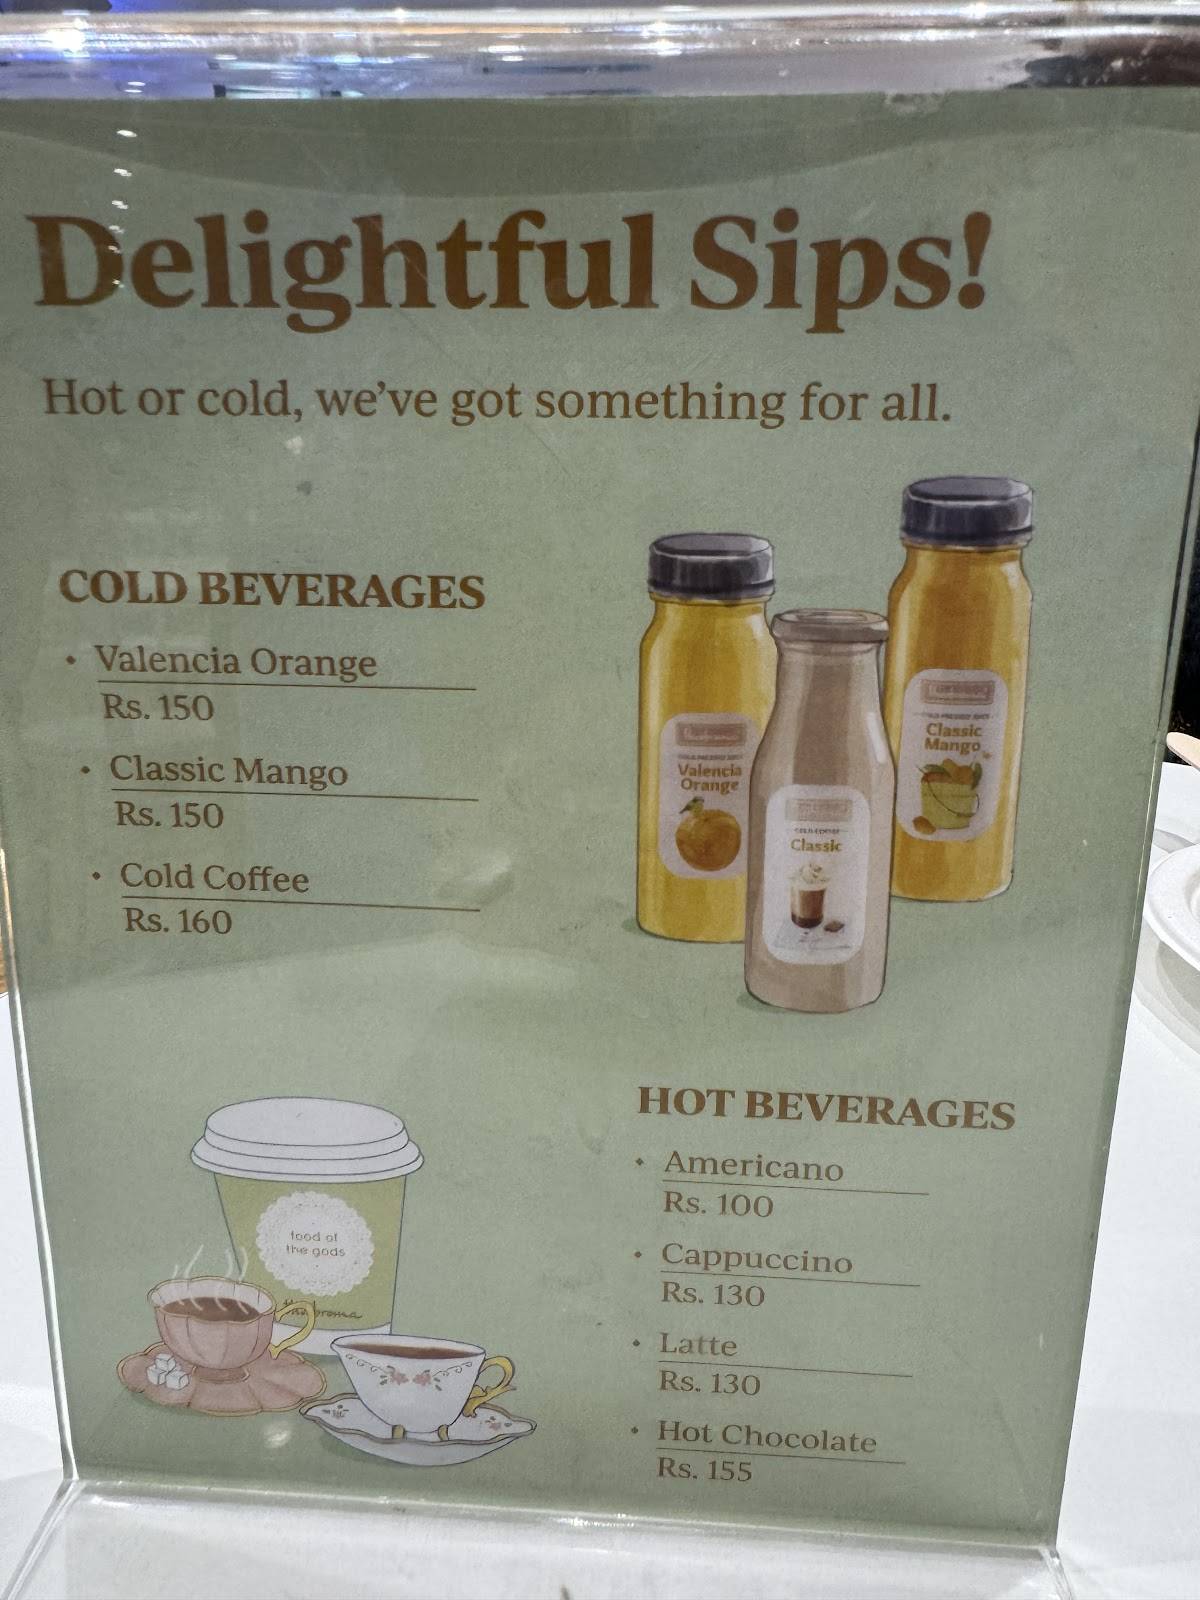 Delightful Sips!
Hot or cold, we've got something for all.
COLD BEVERAGES
• Valencia Orange
Rs. 150
• Classic Mango
Rs. 150
• Cold Coffee
Rs. 160
Valencia
Orange
Classic
Classic
Mango
HOT BEVERAGES
• Americano
Rs. 100
• Cappuccino
Rs. 130
• Latte
Rs. 130
• Hot Chocolate
Rs. 155
food of
the gods